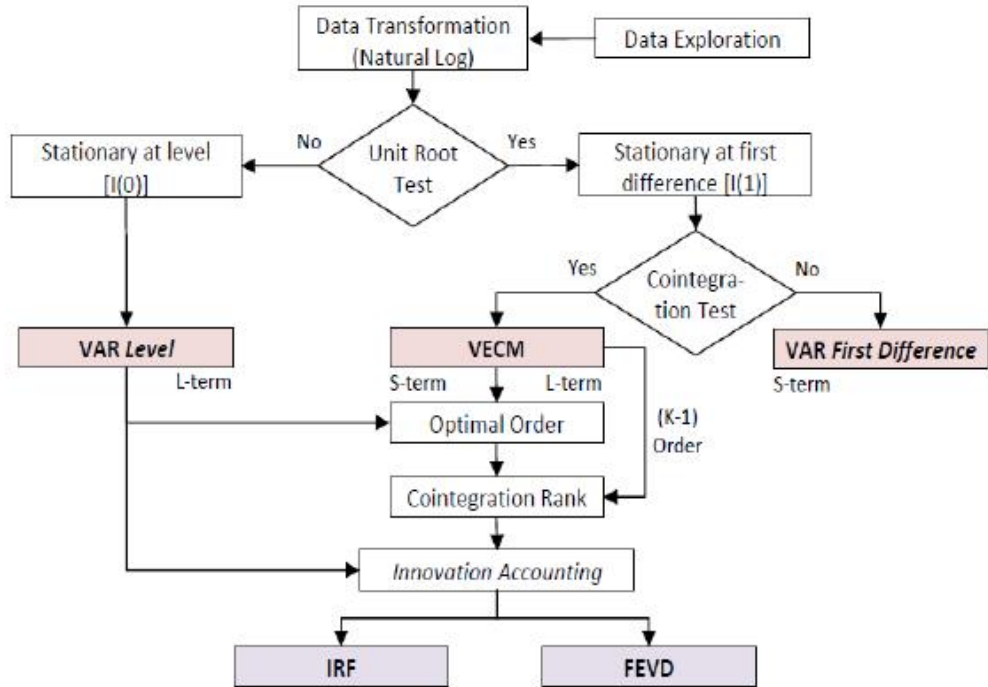 Data Transformation
(Natural Log)
Data Exploration
No
Unit Root
Test
Yes
Stationary at level
[I(0)]
Stationary at first
difference [I(1)]
Yes
Cointegra-
tion Test
No
VAR Level
VECM
VAR First Difference
L-term
S-term
L-term
S-term
(K-1)
Order
Optimal Order
Cointegration Rank
Innovation Accounting
IRF
FEVD